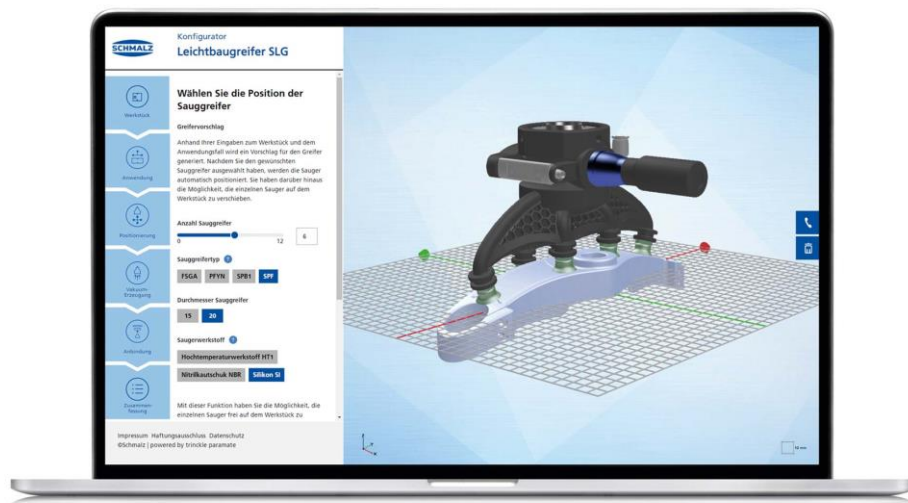 SCHMALZ
Konfigurator
Leichtbaugreifer SLG
Werkstück
Anwendung
Positionierung
Vakuum-
Erzeugung
Anbindung
Zusammen-
fassung
Wählen Sie die Position der
Sauggreifer
Greifervorschlag
Anhand Ihrer Eingaben zum Werkstück und dem
Anwendungsfall wird ein Vorschlag für den Greifer
generiert. Nachdem Sie den gewünschten
Sauggreifer ausgewählt haben, werden die Sauger
automatisch positioniert. Sie haben darüber hinaus
die Möglichkeit, die einzelnen Sauger auf dem
Werkstück zu verschieben.
Anzahl Sauggreifer
0 12 6
Sauggreifertyp ?
FSGA PFYN SPB1 SPF
Durchmesser Sauggreifer
15 20
Saugerwerkstoff ?
Hochtemperaturwerkstoff HT1
Nitrilkautschuk NBR Silikon SI
Mit dieser Funktion haben Sie die Möglichkeit, die
einzelnen Sauger frei auf dem Werkstück zu
Impressum Haftungsausschluss Datenschutz
©Schmalz | powered by trinckle paramate